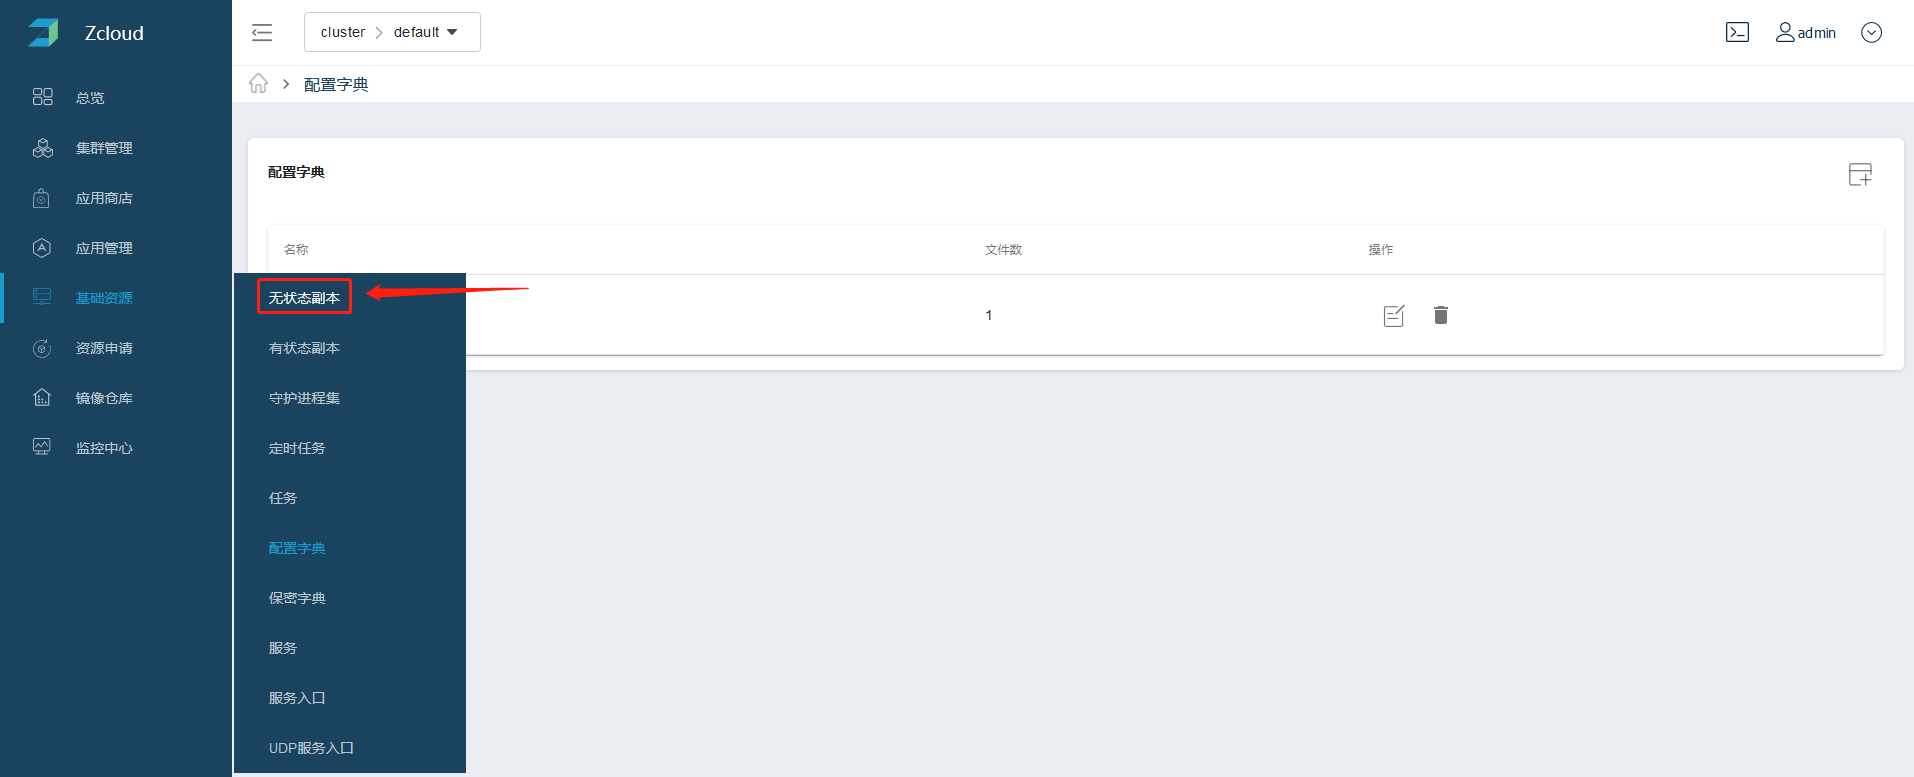 Zcloud
cluster > default
admin
配置字典
总览
集群管理
应用商店
应用管理
基础资源
资源申请
镜像仓库
监控中心
配置字典
名称 文件数 操作
1
无状态副本
有状态副本
守护进程集
定时任务
任务
配置字典
保密字典
服务
服务入口
UDP服务入口